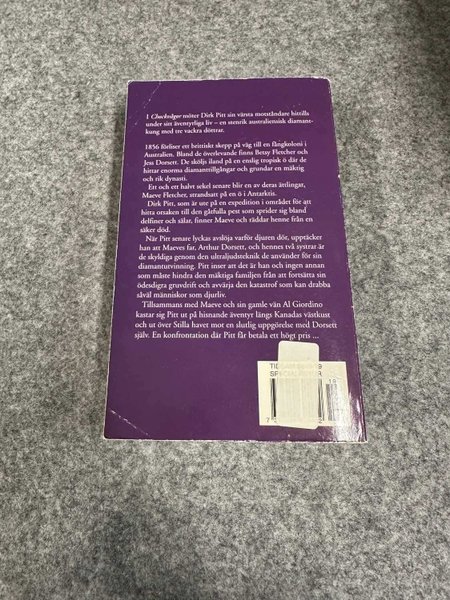 I Chockvågor möter Dirk Pitt sin värsta motståndare hittills
under sitt äventyrliga liv – en stenrik australiensisk diamant-
kung med tre vackra döttrar.
1856 förliser ett brittiskt skepp på väg till en fångkoloni i
Australien. Bland de överlevande finns Betsy Fletcher och
Jess Dorsett. De sköljs iland på en enslig tropisk ö där de
hittar enorma diamanttillgångar och grundar en mäktig
och rik dynasti.
Ett och ett halvt sekel senare blir en av deras ättlingar,
Maeve Fletcher, strandsatt på en ö i Antarktis.
Dirk Pitt, som är ute på en expedition i området för att
hitta orsaken till den gåtfulla pest som sprider sig bland
delfiner och sälar, finner Maeve och räddar henne från en
säker död.
När Pitt senare lyckas avslöja varför djuren dör, upptäcker
han att Maeves far, Arthur Dorsett, och hennes två systrar är
de skyldiga genom den ultraljudsteknik de använder för sin
diamantutvinning. Pitt inser att det är han och ingen annan
som måste hindra den mäktiga familjen från att fortsätta sin
ödesdigra gruvdrift och avvärja den katastrof som kan drabba
såväl människor som djurliv.
Tillsammans med Maeve och sin gamle vän Al Giordino
kastar sig Pitt ut på hisnande äventyr längs Kanadas västkust
och ut över Stilla havet mot en slutlig uppgörelse med Dorsett
själv. En konfrontation där Pitt får betala ett högt pris ...